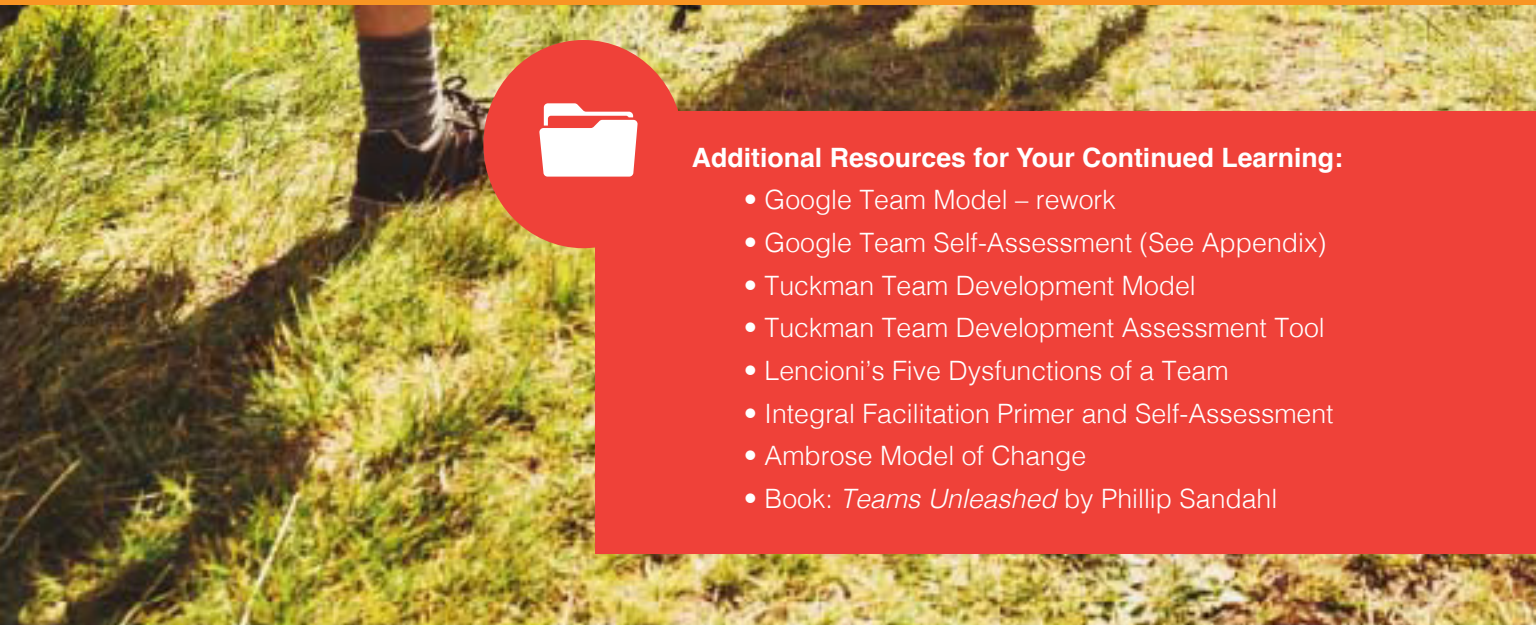 Additional Resources for Your Continued Learning:
• Google Team Model – rework
• Google Team Self-Assessment (See Appendix)
• Tuckman Team Development Model
• Tuckman Team Development Assessment Tool
• Lencioni’s Five Dysfunctions of a Team
• Integral Facilitation Primer and Self-Assessment
• Ambrose Model of Change
• Book: Teams Unleashed by Phillip Sandahl